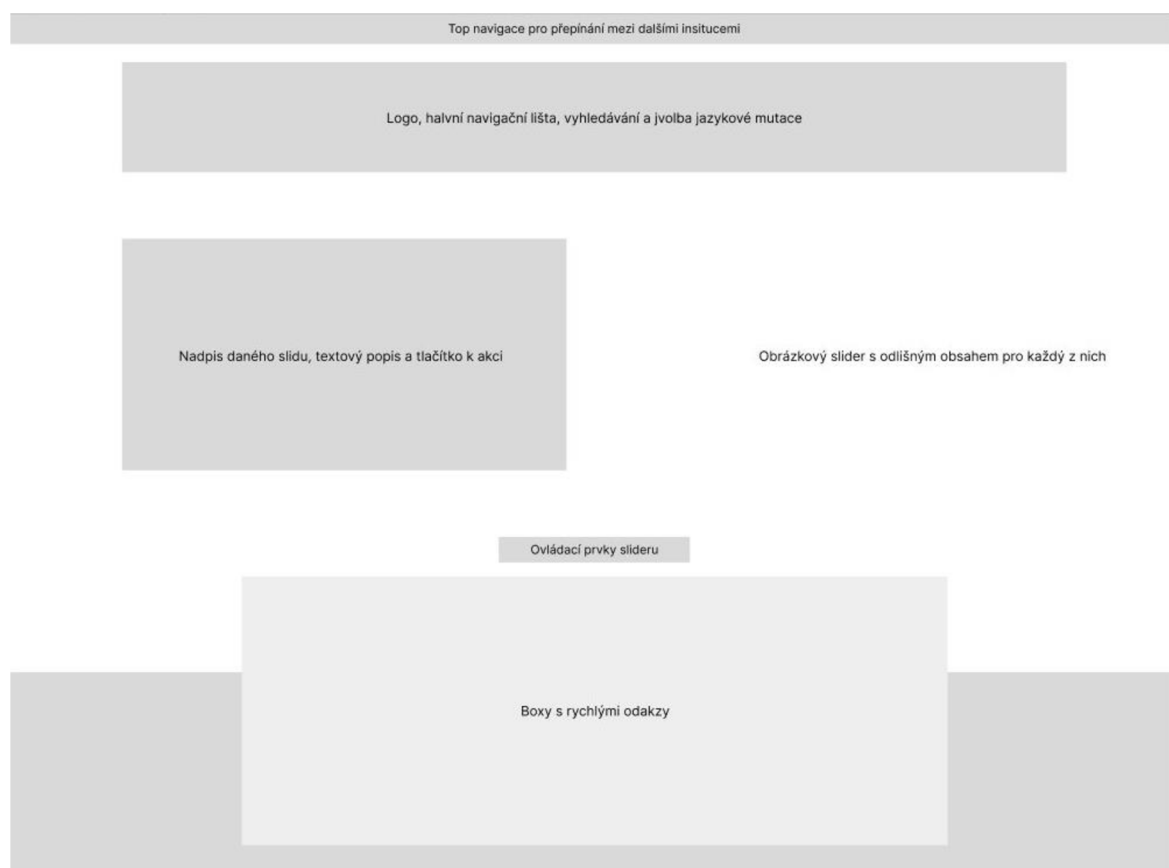 Top navigace pro přepínání mezi dalšími insitucemi
Logo, halvní navigační lišta, vyhledávání a jvolba jazykové mutace
Nadpis daného slidu, textový popis a tlačítko k akci
Obrázkový slider s odlišným obsahem pro každý z nich
Ovládací prvky slideru
Boxy s rychlými odakzy